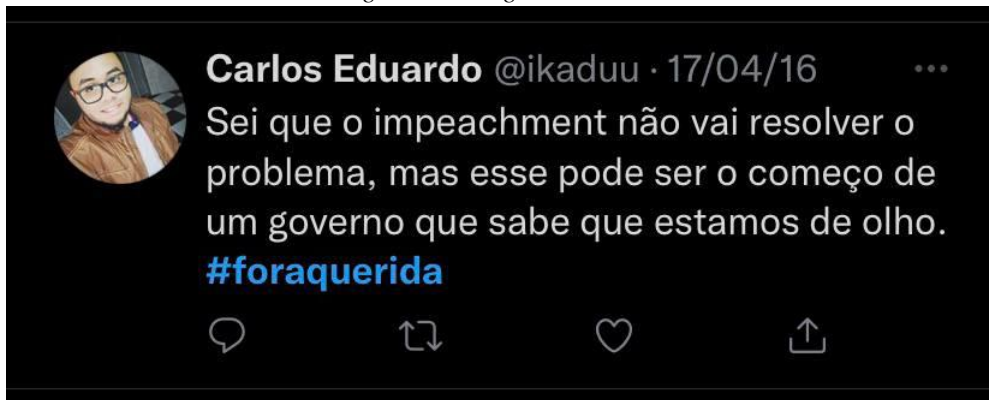 Carlos Eduardo @ikaduu · 17/04/16
Sei que o impeachment não vai resolver o
problema, mas esse pode ser o começo de
um governo que sabe que estamos de olho.
#foraquerida